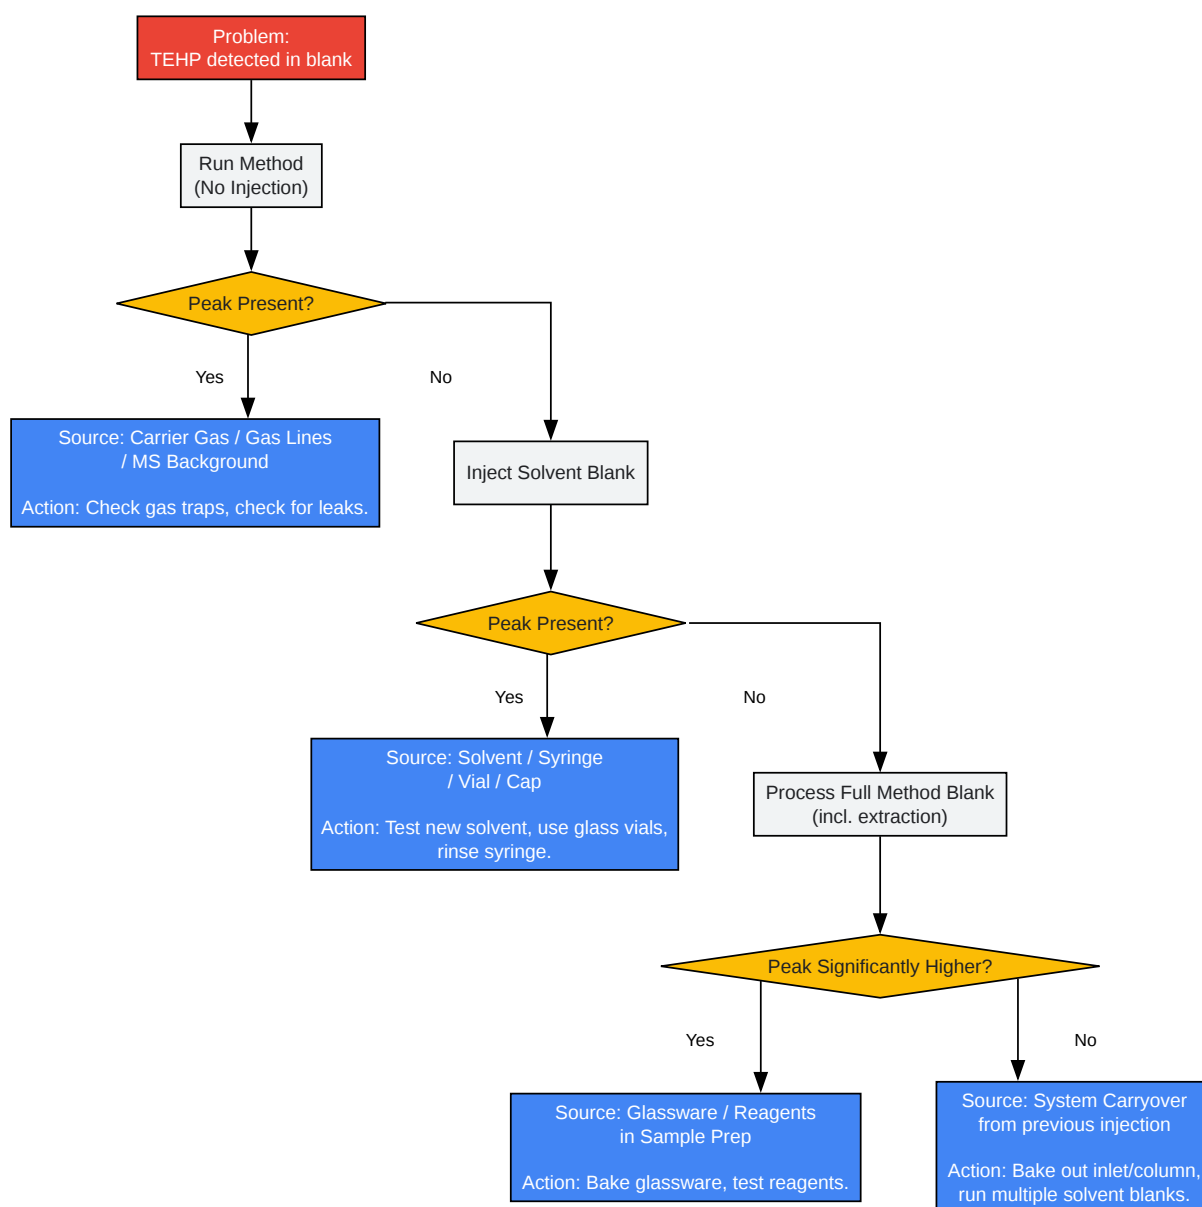 Problem:
TEHP detected in blank
Run Method
(No Injection)
Peak Present?
Yes
No
Source: Carrier Gas / Gas Lines
/ MS Background
Action: Check gas traps, check for leaks.
Inject Solvent Blank
Peak Present?
Yes
No
Source: Solvent / Syringe
/ Vial / Cap
Action: Test new solvent, use glass vials,
rinse syringe.
Process Full Method Blank
(incl. extraction)
Peak Significantly Higher?
Yes
No
Source: Glassware / Reagents
in Sample Prep
Action: Bake glassware, test reagents.
Source: System Carryover
from previous injection
Action: Bake out inlet/column,
run multiple solvent blanks.